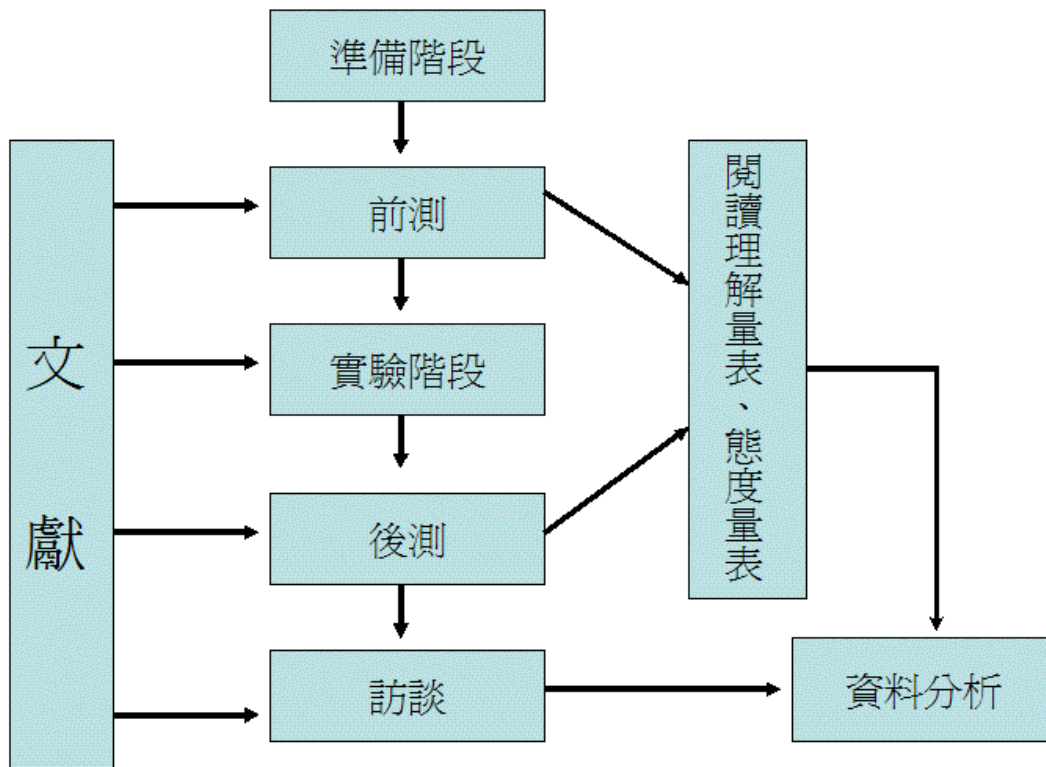 準備階段
文獻
前測
實驗階段
後測
訪談
閱讀理解量表、態度量表
資料分析